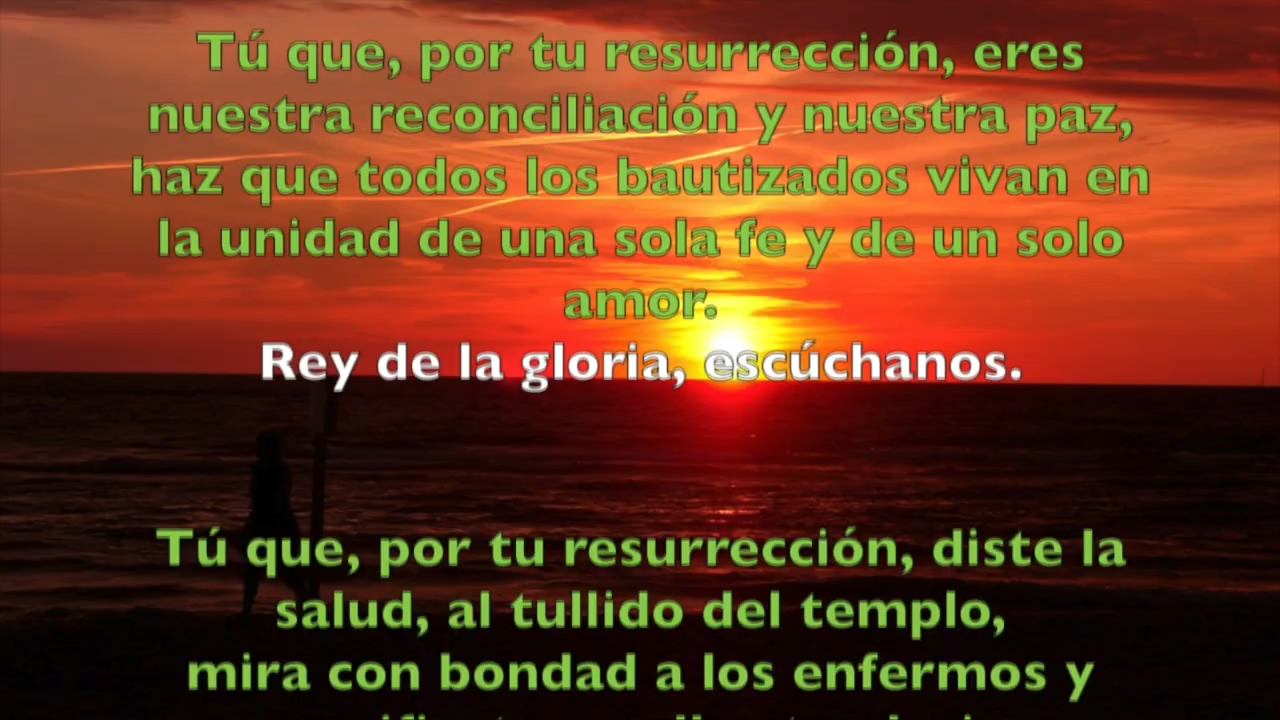 Tú que, por tu resurrección, eres
nuestra reconciliación y nuestra paz,
haz que todos los bautizados vivan en
la unidad de una sola fe y de un solo
amor.
Rey de la gloria, escúchanos.
Tú que, por tu resurrección, diste la
salud, al tullido del templo,
mira con bondad a los enfermos y